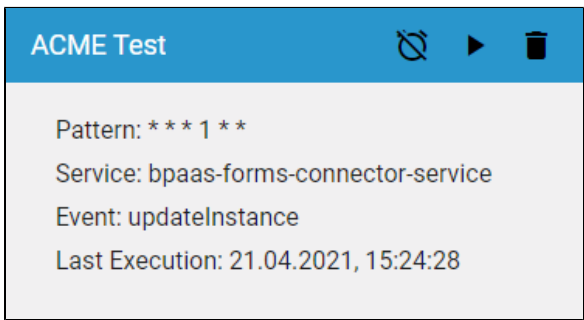 ACME Test
Pattern: * * * 1 * *
Service: bpaas-forms-connector-service
Event: updateInstance
Last Execution: 21.04.2021, 15:24:28